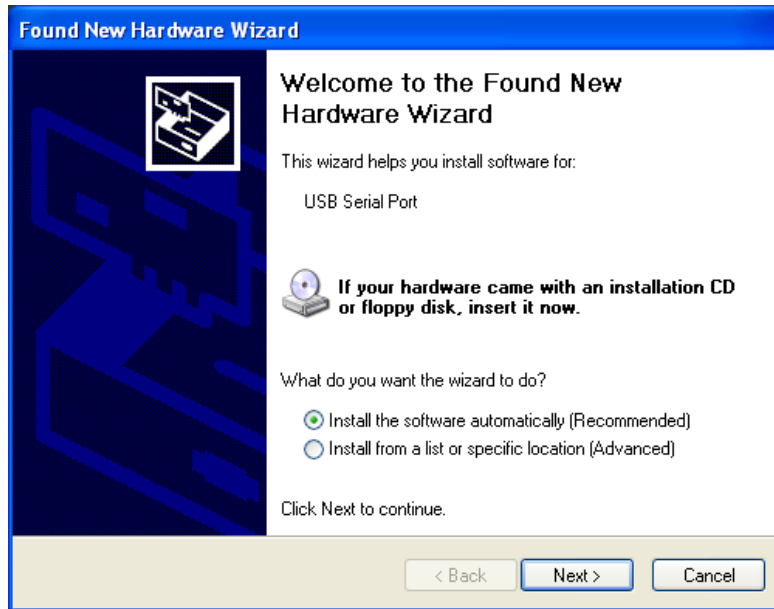 Found New Hardware Wizard
Welcome to the Found New
Hardware Wizard
This wizard helps you install software for:
USB Serial Port
If your hardware came with an installation CD
or floppy disk, insert it now.
What do you want the wizard to do?
Install the software automatically (Recommended)
Install from a list or specific location (Advanced)
Click Next to continue.
< Back
Next >
Cancel